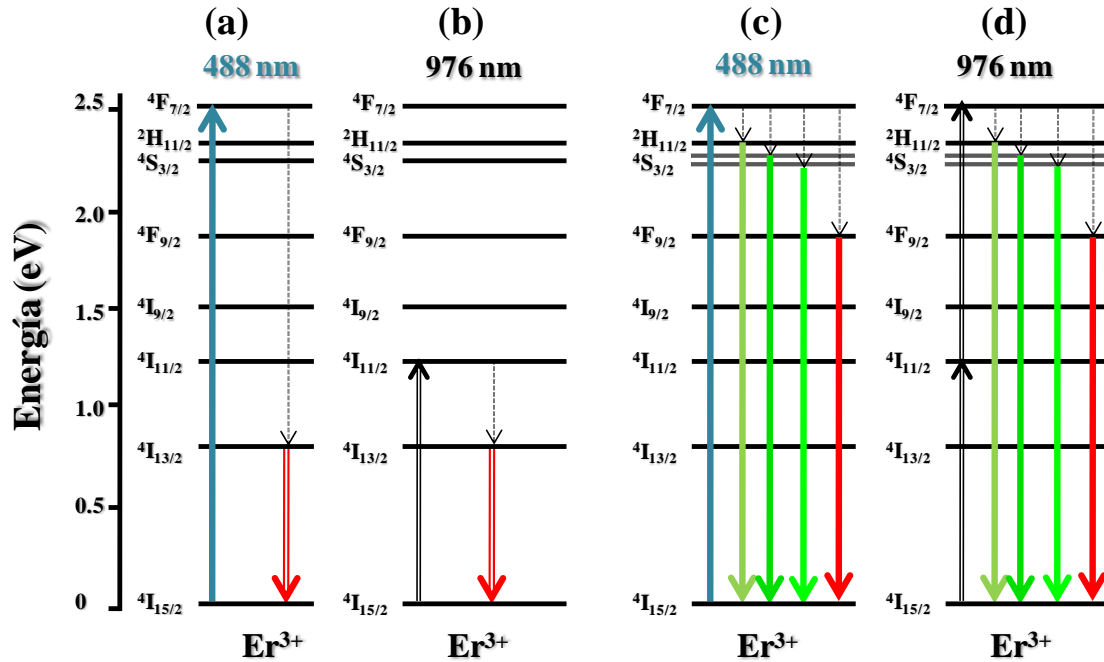 (a) (b) (c) (d)
488 nm 976 nm 488 nm 976 nm
Energía (eV)
2.5
2.0
1.5
1.0
0.5
0
⁴F₇/₂
²H₁₁/₂
⁴S₃/₂
⁴F₉/₂
⁴I₉/₂
⁴I₁₁/₂
⁴I₁₃/₂
⁴I₁₅/₂
⁴F₇/₂
²H₁₁/₂
⁴S₃/₂
⁴F₉/₂
⁴I₉/₂
⁴I₁₁/₂
⁴I₁₃/₂
⁴I₁₅/₂
⁴F₇/₂
²H₁₁/₂
⁴S₃/₂
⁴F₉/₂
⁴I₉/₂
⁴I₁₁/₂
⁴I₁₃/₂
⁴I₁₅/₂
⁴F₇/₂
²H₁₁/₂
⁴S₃/₂
⁴F₉/₂
⁴I₉/₂
⁴I₁₁/₂
⁴I₁₃/₂
⁴I₁₅/₂
Er³⁺ Er³⁺ Er³⁺ Er³⁺